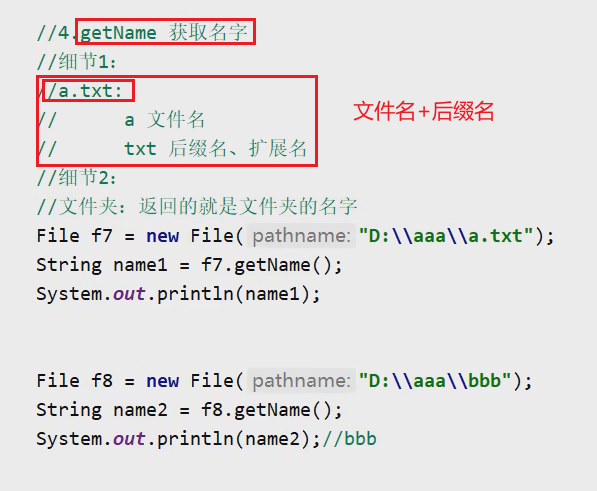 //4.getName 获取名字
//细节1：
//a.txt:
//      a 文件名
//      txt 后缀名、扩展名
文件名+后缀名
//细节2：
//文件夹：返回的就是文件夹的名字
File f7 = new File( pathname: "D:\\aaa\\a.txt");
String name1 = f7.getName();
System.out.println(name1);
File f8 = new File( pathname: "D:\\aaa\\bbb");
String name2 = f8.getName();
System.out.println(name2);//bbb